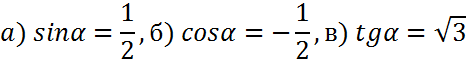 а) sinα = 1/2, б) cosα = −1/2, в) tgα = √3